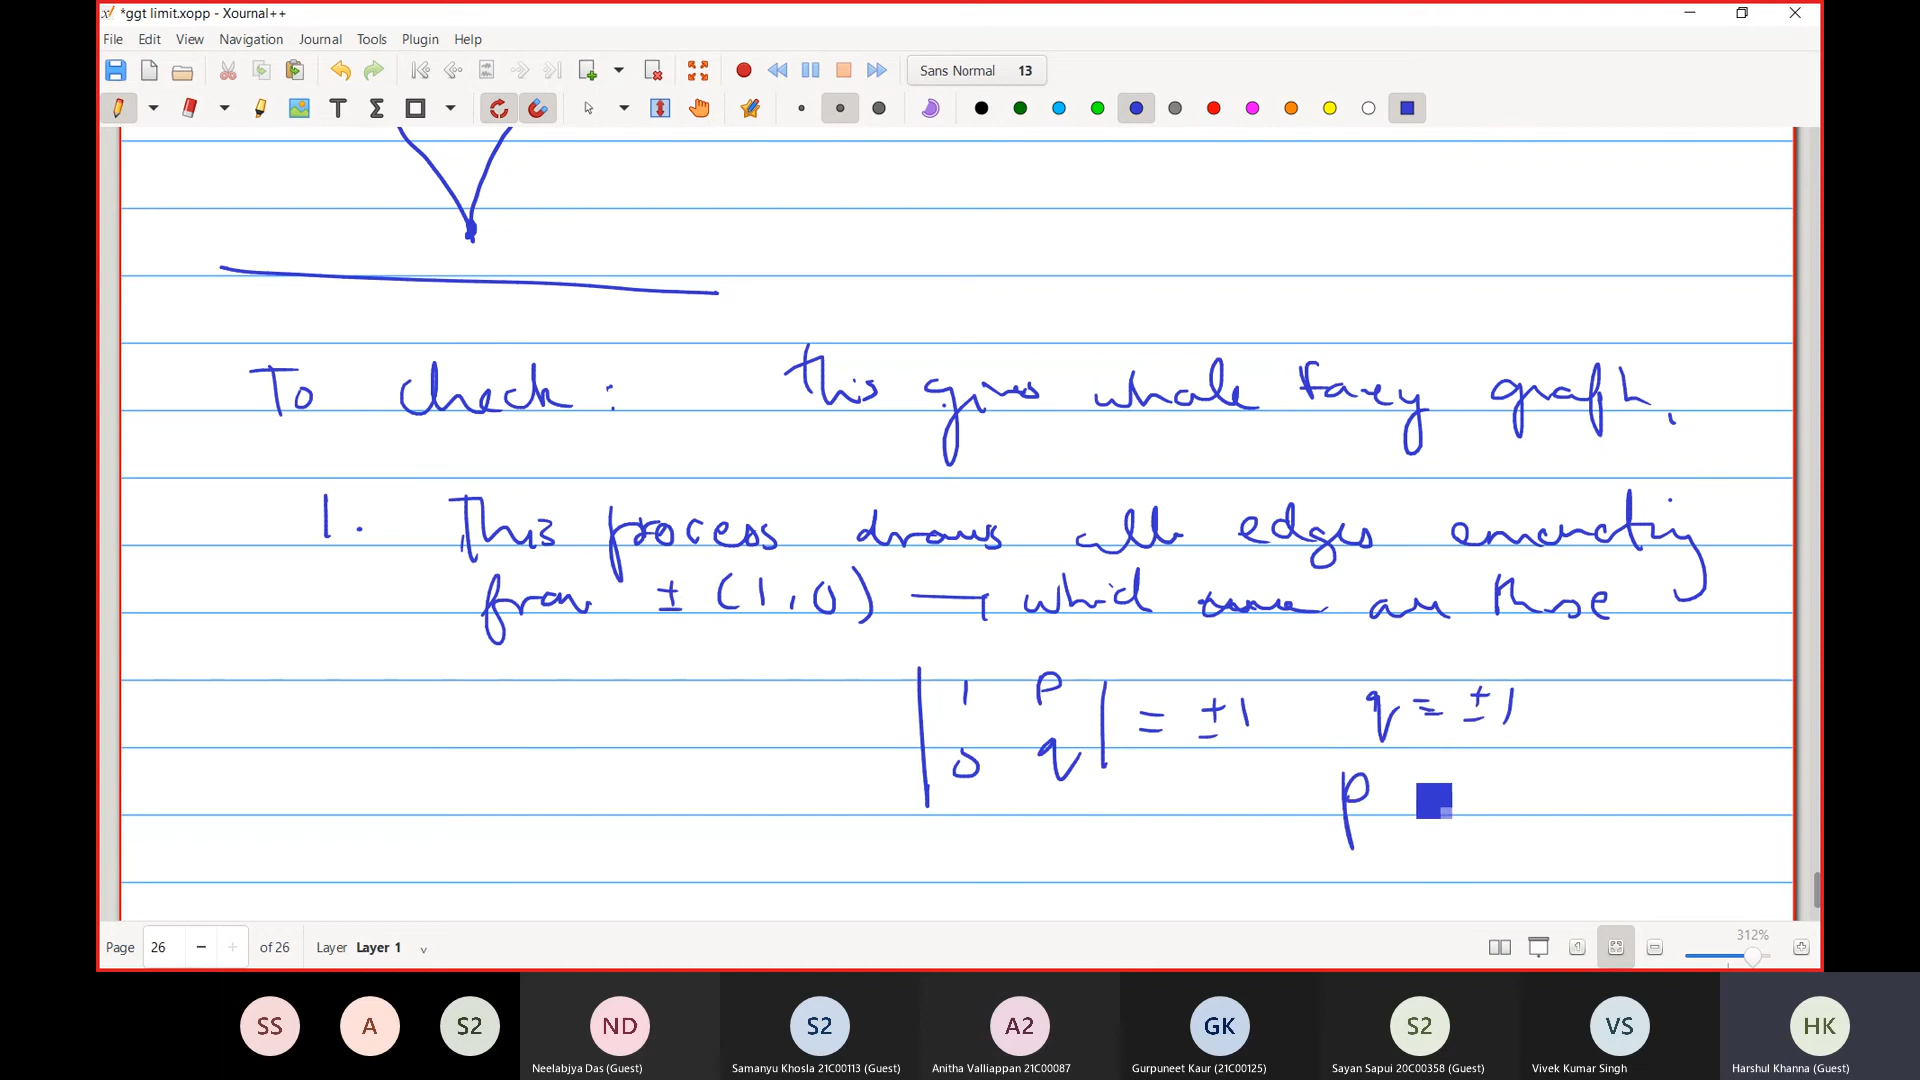 *ggt limit.xopp - Xournal++
File Edit View Navigation Journal Tools Plugin Help
Sans Normal 13
To check: this gives whole Farey graph.
1. This process draws all edges emanating
from ± (1,0) → which are those
| 1 p | = ±1 q = ±1
| 0 q |
p
Page 26 of 26 Layer Layer 1 312%
SS A S2 ND S2 A2 GK S2 VS HK
Neelabjya Das (Guest) Samanyu Khosla 21C00113 (Guest) Anitha Valliappan 21C00087 Gurpuneet Kaur (21C00125) Sayan Sapui 20C00358 (Guest) Vivek Kumar Singh Harshul Khanna (Guest)